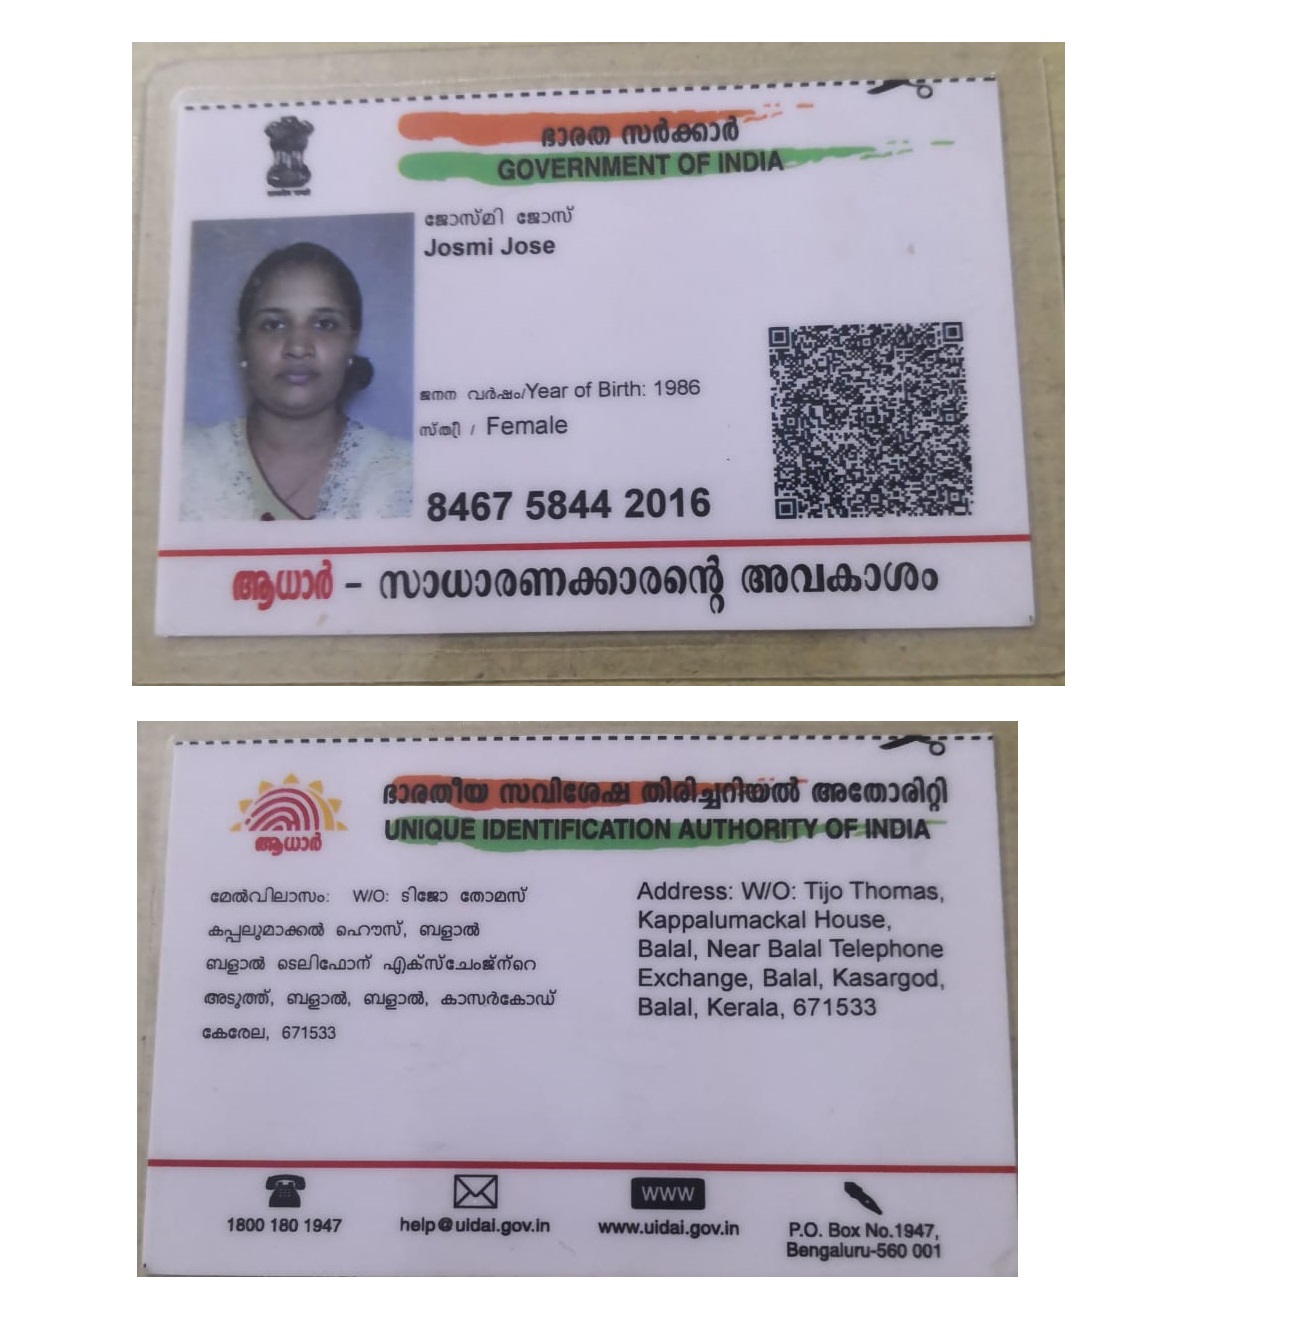 ഭാരത സർക്കാർ
GOVERNMENT OF INDIA
ജോസ്മി ജോസ്
Josmi Jose
ജനന വർഷം/Year of Birth: 1986
സ്ത്രീ / Female
8467 5844 2016
ആധാർ – സാധാരണക്കാരന്റെ അവകാശം
ഭാരതീയ സവിശേഷ തിരിച്ചറിയൽ അതോരിറ്റി
UNIQUE IDENTIFICATION AUTHORITY OF INDIA
ആധാർ
മേൽവിലാസം: W/O: ടിജോ തോമസ്
കപ്പലുമാക്കൽ ഹൌസ്, ബളാൽ
ബളാൽ ടെലിഫോന് എക്സ്ചേംജ്ന്റെ
അടുത്ത്, ബളാൽ, ബളാൽ, കാസർകോഡ്
കേരേല, 671533
Address: W/O: Tijo Thomas,
Kappalumackal House,
Balal, Near Balal Telephone
Exchange, Balal, Kasargod,
Balal, Kerala, 671533
1800 180 1947
help@uidai.gov.in
www
www.uidai.gov.in
P.O. Box No.1947,
Bengaluru-560 001